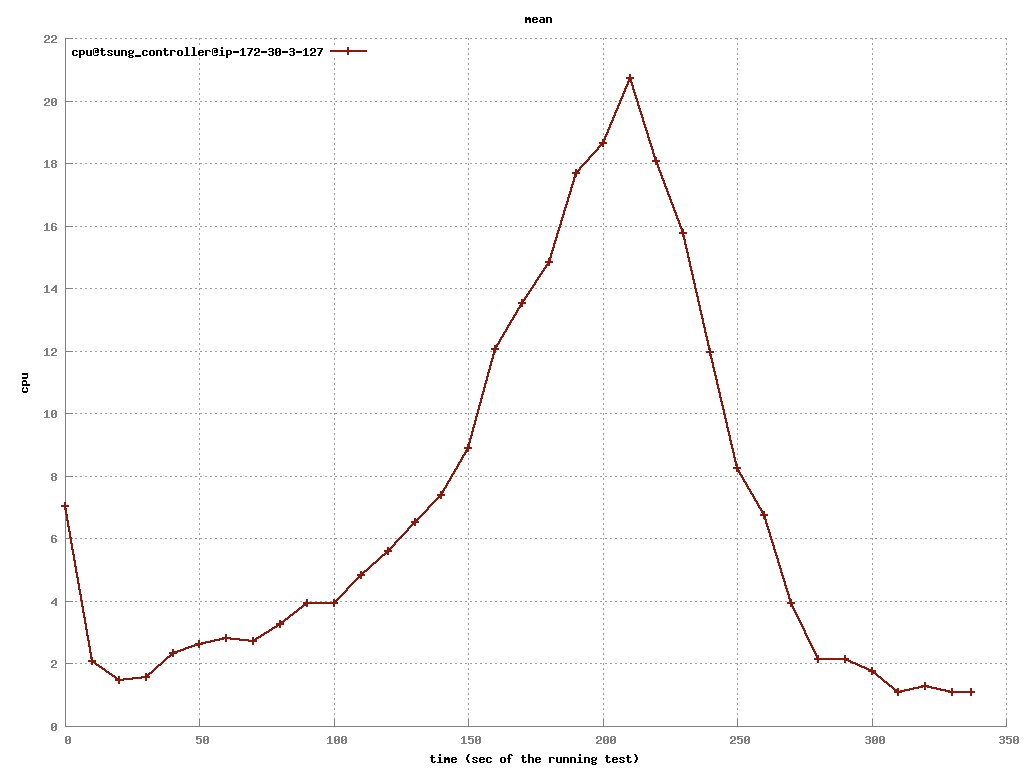 mean
22
cpu@tsung_controller@ip-172-30-3-127
20
18
16
14
12
cpu
10
8
6
4
2
0
0 50 100 150 200 250 300 350
time (sec of the running test)